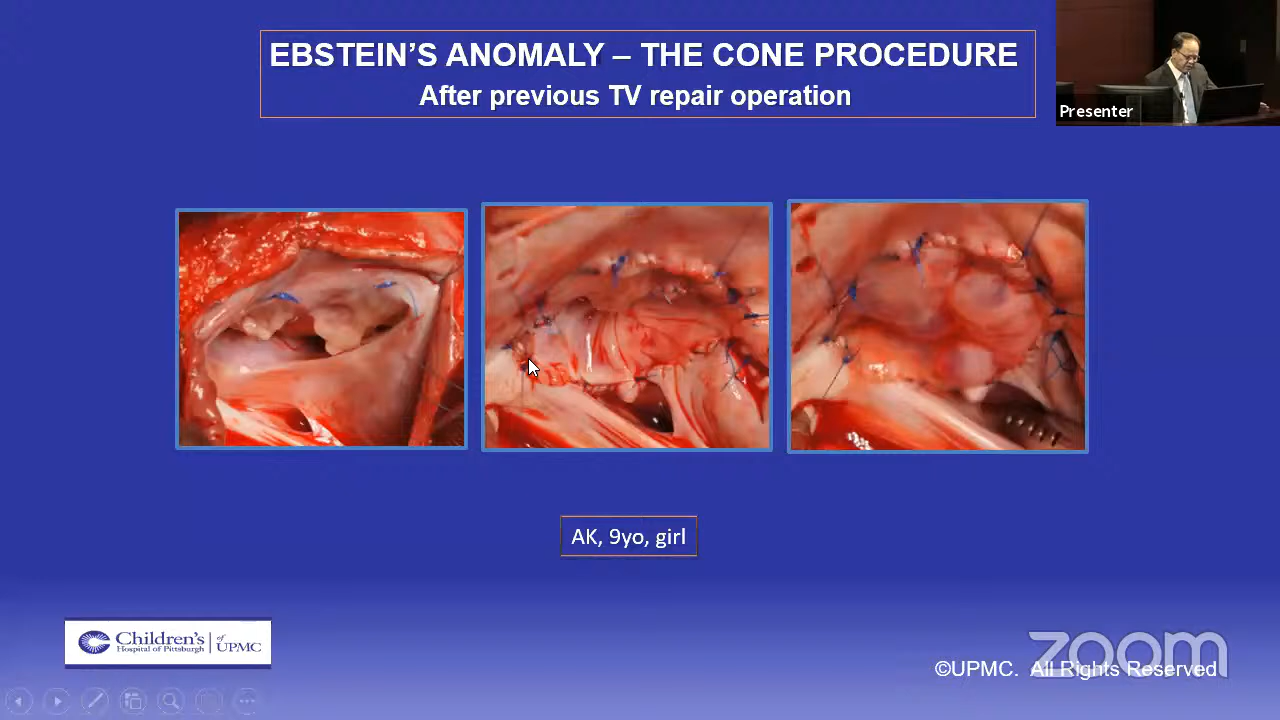 EBSTEIN'S ANOMALY – THE CONE PROCEDURE
After previous TV repair operation
Presenter
AK, 9yo, girl
Children's
Hospital of Pittsburgh
of
UPMC
zoom
©UPMC. All Rights Reserved